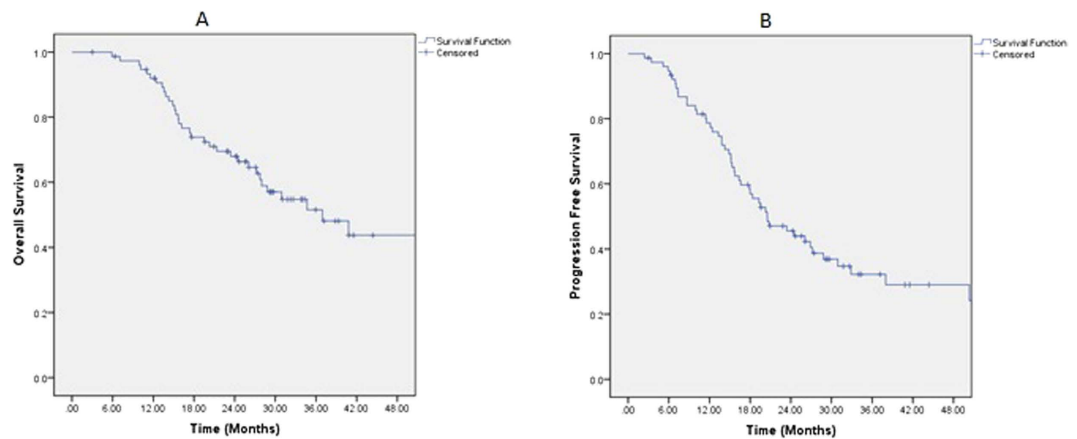 A
Survival Function
Censored
1.0
0.8
0.6
0.4
0.2
0.0
Overall Survival
.00 6.00 12.00 18.00 24.00 30.00 36.00 42.00 48.00
Time (Months)
B
Survival Function
Censored
1.0
0.8
0.6
0.4
0.2
0.0
Progression Free Survival
.00 6.00 12.00 18.00 24.00 30.00 36.00 42.00 48.00
Time (Months)